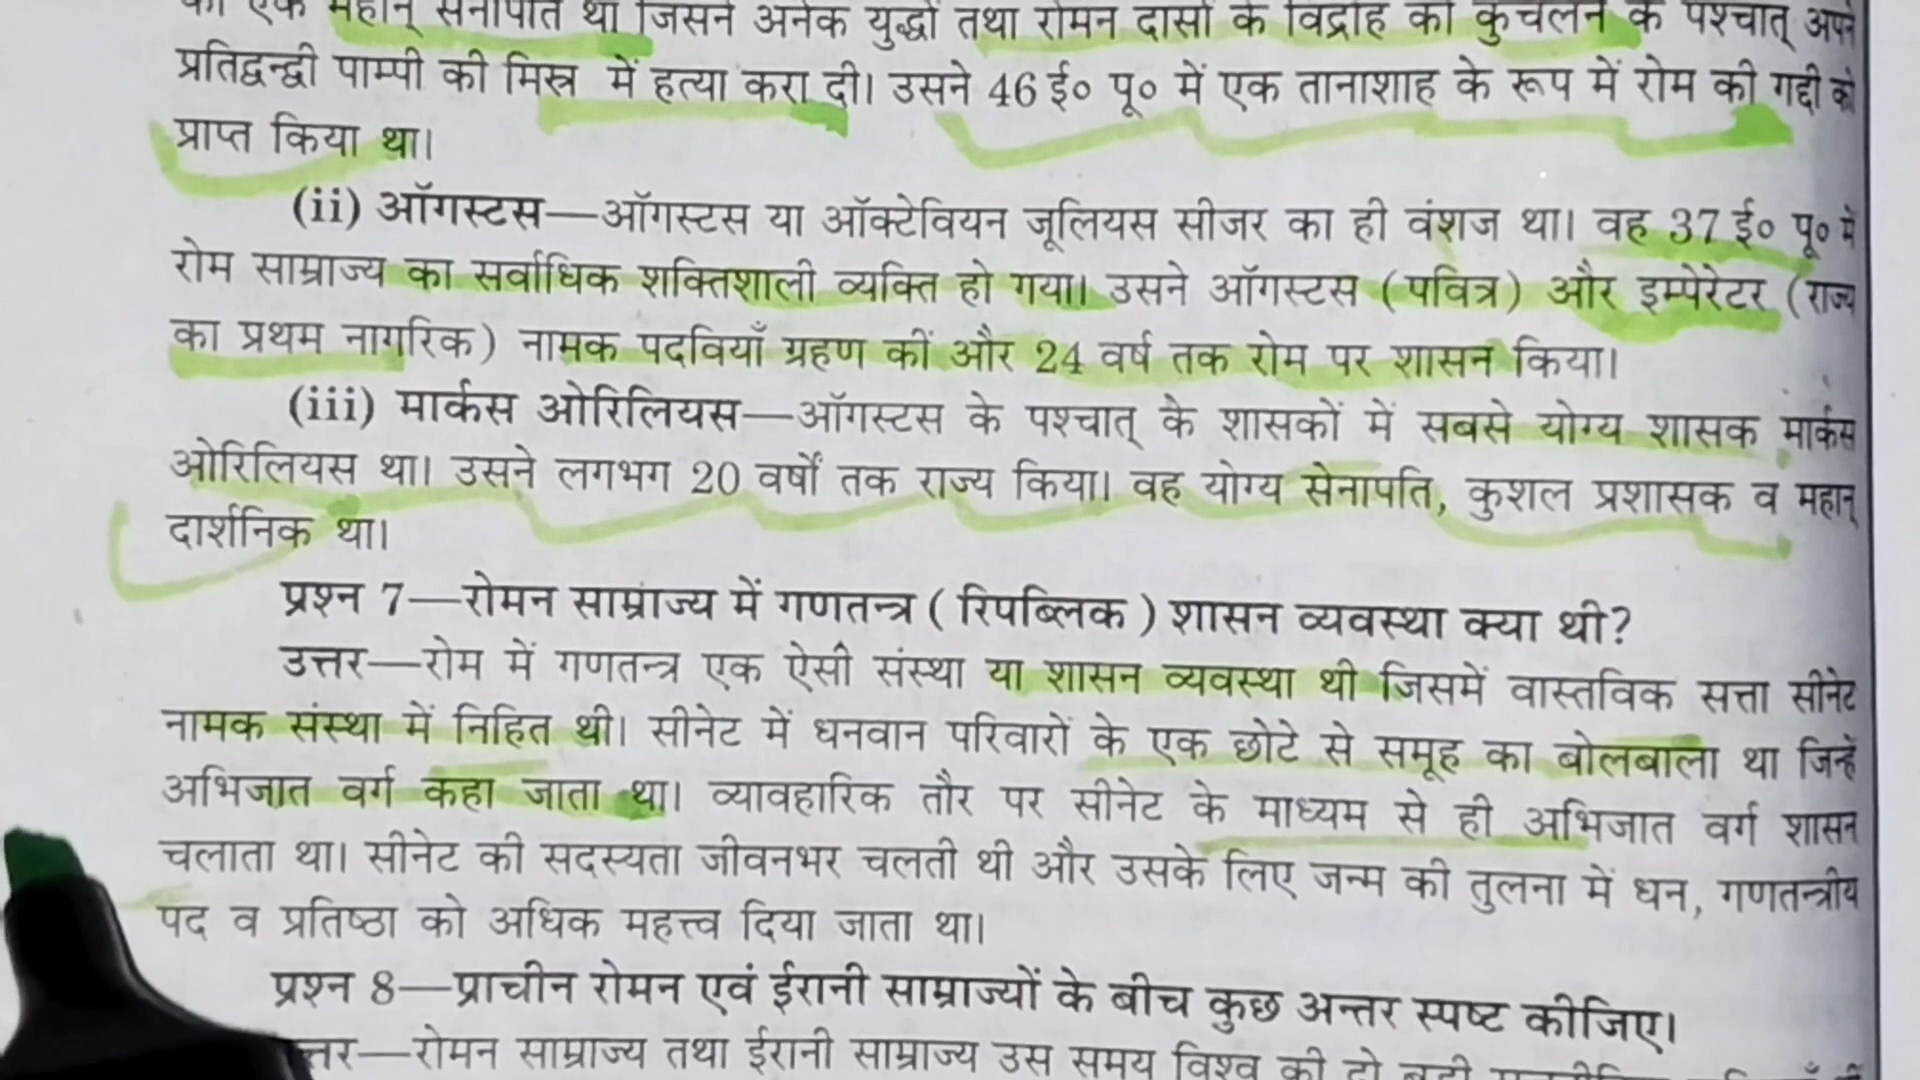 का एक महान् सेनापति था जिसने अनेक युद्धों तथा रोमन दासों के विद्रोह को कुचलने के पश्चात् अपने
प्रतिद्वन्द्वी पाम्पी की मिस्र में हत्या करा दी। उसने 46 ई० पू० में एक तानाशाह के रूप में रोम की गद्दी को
प्राप्त किया था।
(ii) ऑगस्टस—ऑगस्टस या ऑक्टेवियन जूलियस सीजर का ही वंशज था। वह 37 ई० पू० में
रोम साम्राज्य का सर्वाधिक शक्तिशाली व्यक्ति हो गया। उसने ऑगस्टस (पवित्र) और इम्पेरेटर (राज्य
का प्रथम नागरिक) नामक पदवियाँ ग्रहण कीं और 24 वर्ष तक रोम पर शासन किया।
(iii) मार्कस ओरिलियस—ऑगस्टस के पश्चात् के शासकों में सबसे योग्य शासक मार्कस
ओरिलियस था। उसने लगभग 20 वर्षों तक राज्य किया। वह योग्य सेनापति, कुशल प्रशासक व महान्
दार्शनिक था।
प्रश्न 7—रोमन साम्राज्य में गणतन्त्र (रिपब्लिक) शासन व्यवस्था क्या थी?
उत्तर—रोम में गणतन्त्र एक ऐसी संस्था या शासन व्यवस्था थी जिसमें वास्तविक सत्ता सीनेट
नामक संस्था में निहित थी। सीनेट में धनवान परिवारों के एक छोटे से समूह का बोलबाला था जिन्हें
अभिजात वर्ग कहा जाता था। व्यावहारिक तौर पर सीनेट के माध्यम से ही अभिजात वर्ग शासन
चलाता था। सीनेट की सदस्यता जीवनभर चलती थी और उसके लिए जन्म की तुलना में धन, गणतन्त्रीय
पद व प्रतिष्ठा को अधिक महत्त्व दिया जाता था।
प्रश्न 8—प्राचीन रोमन एवं ईरानी साम्राज्यों के बीच कुछ अन्तर स्पष्ट कीजिए।
त्तर—रोमन साम्राज्य तथा ईरानी साम्राज्य उस समय विश्व की दो बड़ी